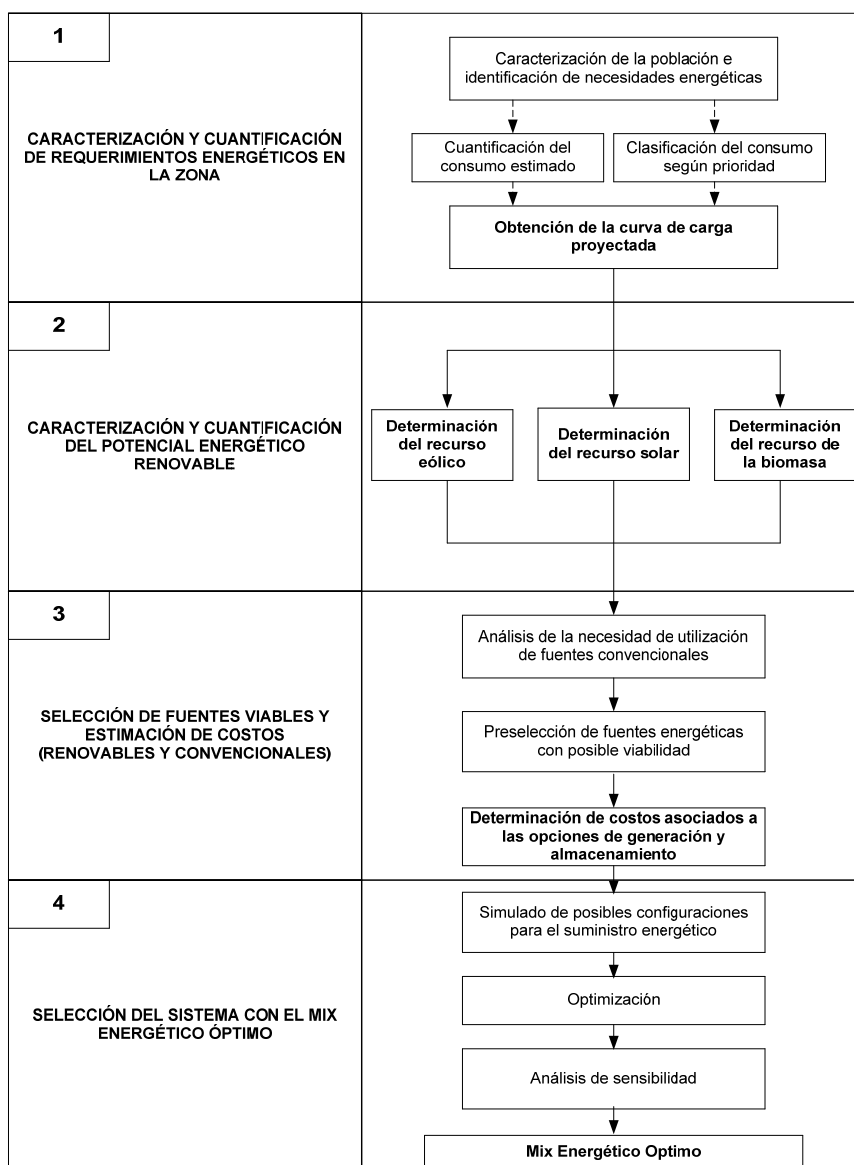 1
CARACTERIZACIÓN Y CUANTIFICACIÓN
DE REQUERIMIENTOS ENERGÉTICOS EN
LA ZONA
Caracterización de la población e
identificación de necesidades energéticas
Cuantificación del
consumo estimado
Clasificación del consumo
según prioridad
Obtención de la curva de carga
proyectada
2
CARACTERIZACIÓN Y CUANTIFICACIÓN
DEL POTENCIAL ENERGÉTICO
RENOVABLE
Determinación
del recurso
eólico
Determinación
del recurso solar
Determinación
del recurso de
la biomasa
3
SELECCIÓN DE FUENTES VIABLES Y
ESTIMACIÓN DE COSTOS
(RENOVABLES Y CONVENCIONALES)
Análisis de la necesidad de utilización
de fuentes convencionales
Preselección de fuentes energéticas
con posible viabilidad
Determinación de costos asociados a
las opciones de generación y
almacenamiento
4
SELECCIÓN DEL SISTEMA CON EL MIX
ENERGÉTICO ÓPTIMO
Simulado de posibles configuraciones
para el suministro energético
Optimización
Análisis de sensibilidad
Mix Energético Optimo